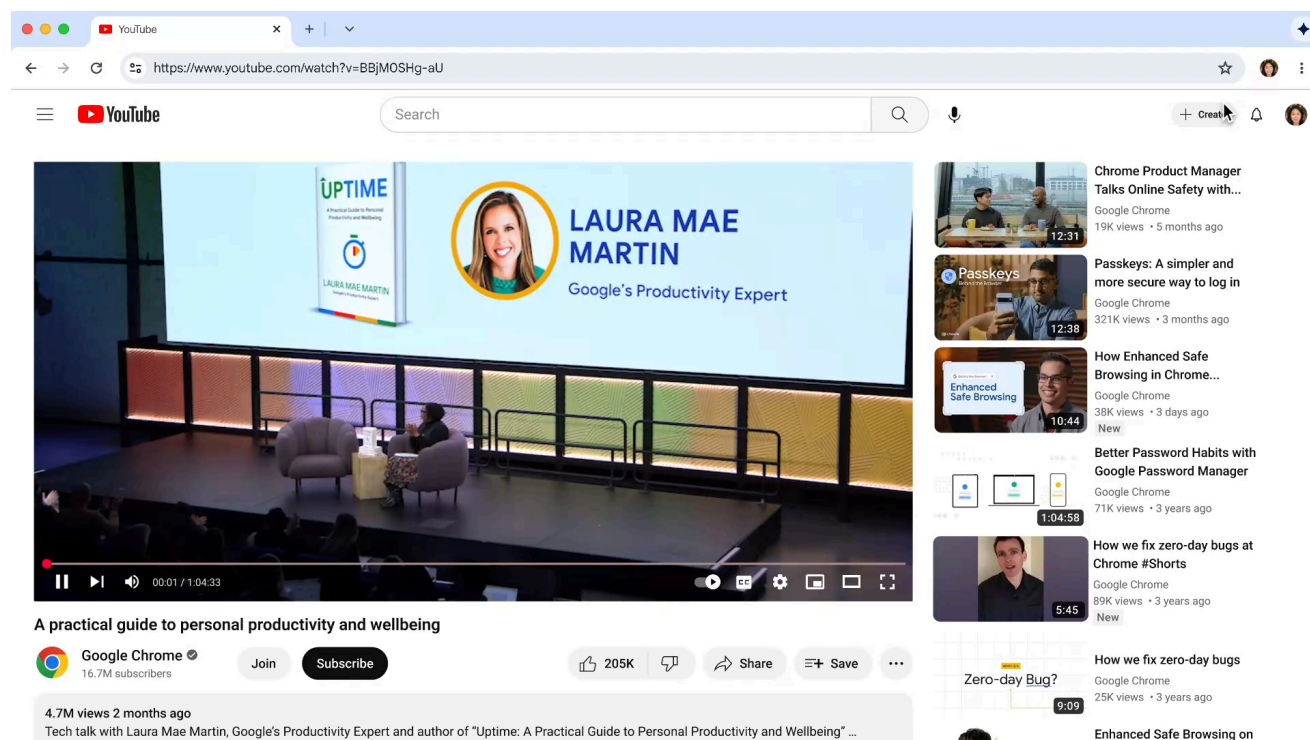 YouTube
https://www.youtube.com/watch?v=BBjM0SHg-aU
YouTube
Search
Create
UPTIME
A Practical Guide to Personal
Productivity and Wellbeing
LAURA MAE MARTIN
Google's Productivity Expert
LAURA MAE
MARTIN
Google's Productivity Expert
00:01 / 1:04:33
CC
A practical guide to personal productivity and wellbeing
Google Chrome
16.7M subscribers
Join
Subscribe
205K
Share
Save
4.7M views 2 months ago
Tech talk with Laura Mae Martin, Google's Productivity Expert and author of “Uptime: A Practical Guide to Personal Productivity and Wellbeing” ...
12:31
Chrome Product Manager
Talks Online Safety with...
Google Chrome
19K views • 5 months ago
Passkeys
Behind the Browser
12:38
Passkeys: A simpler and
more secure way to log in
Google Chrome
321K views • 3 months ago
Enhanced
Safe Browsing
10:44
How Enhanced Safe
Browsing in Chrome...
Google Chrome
38K views • 3 days ago
New
1:04:58
Better Password Habits with
Google Password Manager
Google Chrome
71K views • 3 years ago
5:45
How we fix zero-day bugs at
Chrome #Shorts
Google Chrome
89K views • 3 years ago
New
Zero-day Bug?
9:09
How we fix zero-day bugs
Google Chrome
25K views • 3 years ago
Enhanced Safe Browsing on